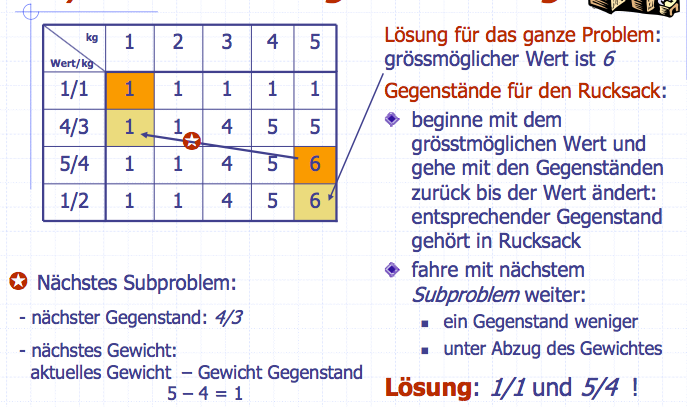 kg 1 2 3 4 5
Wert/kg
1/1 1 1 1 1 1
4/3 1 1 4 5 5
5/4 1 1 4 5 6
1/2 1 1 4 5 6
Nächstes Subproblem:
- nächster Gegenstand: 4/3
- nächstes Gewicht:
aktuelles Gewicht – Gewicht Gegenstand
5 – 4 = 1
Lösung für das ganze Problem:
grössmöglicher Wert ist 6
Gegenstände für den Rucksack:
beginne mit dem
grösstmöglichen Wert und
gehe mit den Gegenständen
zurück bis der Wert ändert:
entsprechender Gegenstand
gehört in Rucksack
fahre mit nächstem
Subproblem weiter:
ein Gegenstand weniger
unter Abzug des Gewichtes
Lösung: 1/1 und 5/4 !